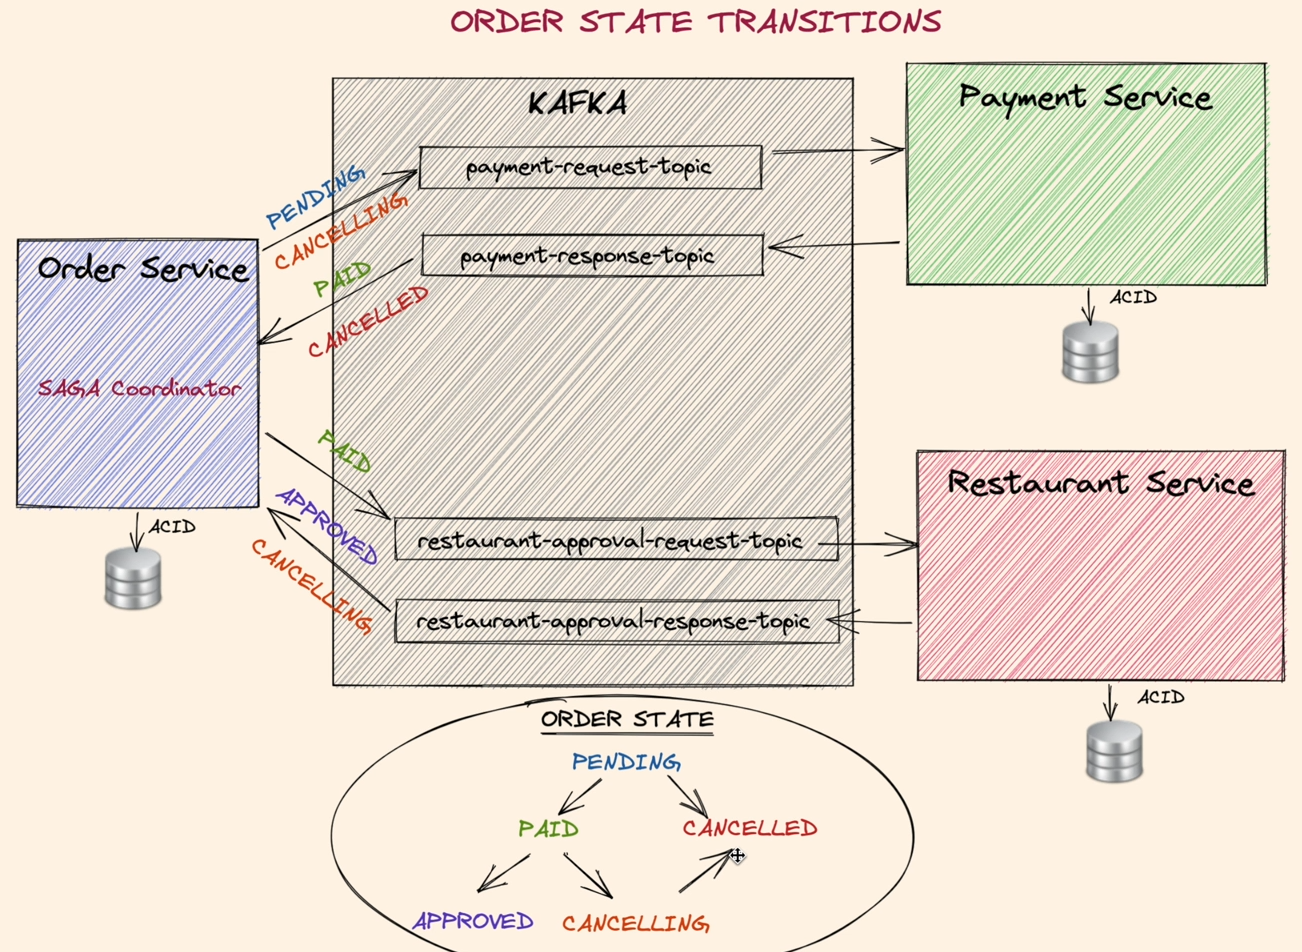 ORDER STATE TRANSITIONS
KAFKA
Payment Service
payment-request-topic
PENDING
CANCELLING
payment-response-topic
Order Service
PAID
CANCELLED
ACID
SAGA Coordinator
PAID
Restaurant Service
APPROVED
ACID
restaurant-approval-request-topic
CANCELLING
restaurant-approval-response-topic
ACID
ORDER STATE
PENDING
PAID
CANCELLED
APPROVED
CANCELLING